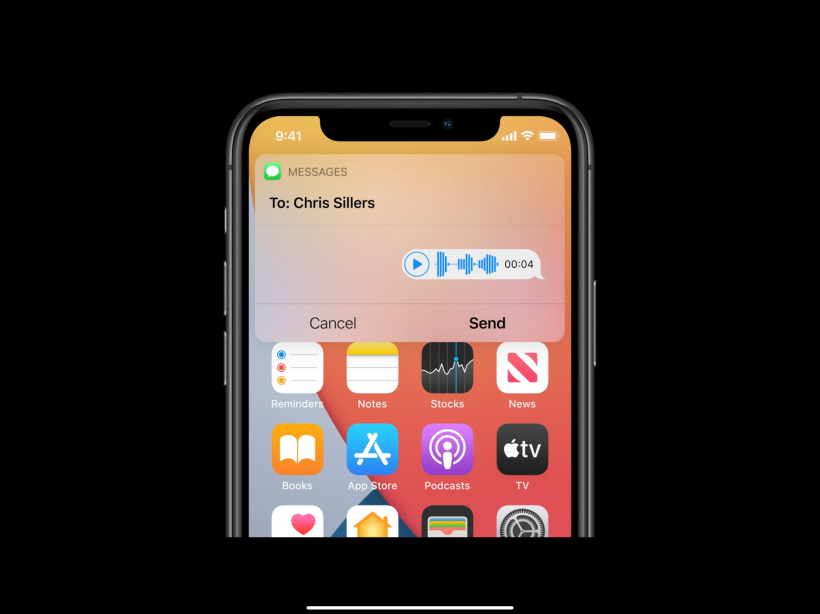 9:41
MESSAGES
To: Chris Sillers
00:04
Cancel Send
Reminders Notes Stocks News
tv
Books App Store Podcasts TV